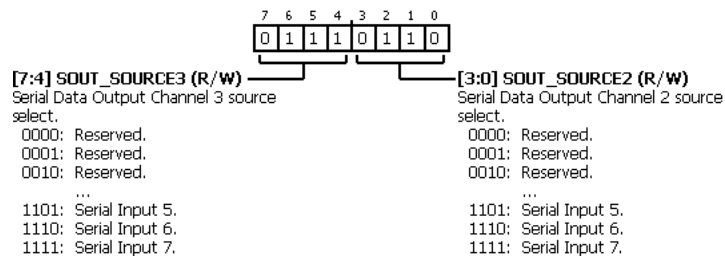 7 6 5 4 3 2 1 0
0 1 1 1 0 1 1 0
[7:4] SOUT_SOURCE3 (R/W)
Serial Data Output Channel 3 source
select.
0000: Reserved.
0001: Reserved.
0010: Reserved.
...
1101: Serial Input 5.
1110: Serial Input 6.
1111: Serial Input 7.
[3:0] SOUT_SOURCE2 (R/W)
Serial Data Output Channel 2 source
select.
0000: Reserved.
0001: Reserved.
0010: Reserved.
...
1101: Serial Input 5.
1110: Serial Input 6.
1111: Serial Input 7.